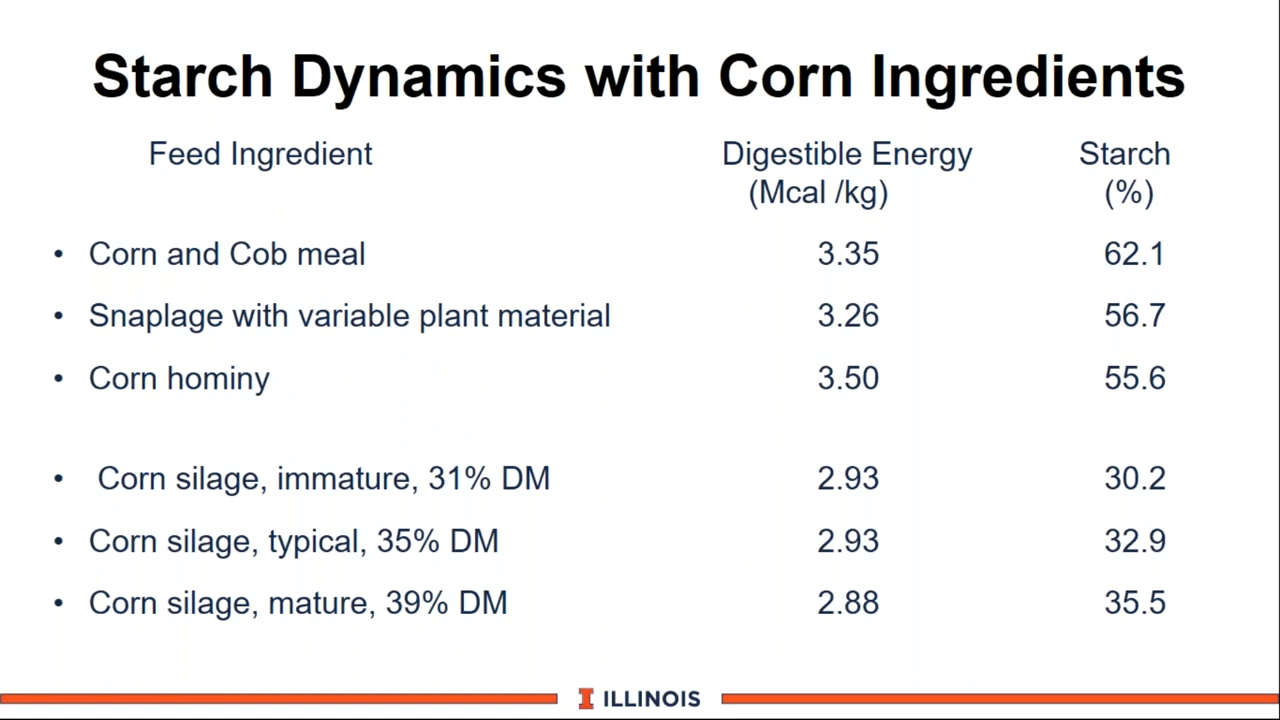 Starch Dynamics with Corn Ingredients
Feed Ingredient Digestible Energy Starch
(Mcal /kg) (%)
• Corn and Cob meal 3.35 62.1
• Snaplage with variable plant material 3.26 56.7
• Corn hominy 3.50 55.6
• Corn silage, immature, 31% DM 2.93 30.2
• Corn silage, typical, 35% DM 2.93 32.9
• Corn silage, mature, 39% DM 2.88 35.5
I ILLINOIS